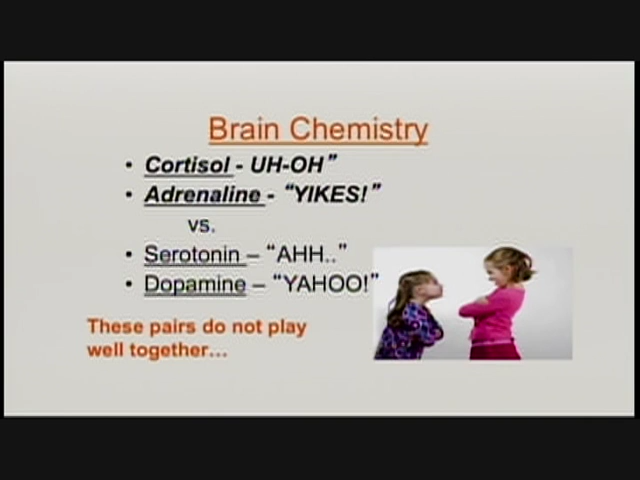 Brain Chemistry
• Cortisol - UH-OH”
• Adrenaline - “YIKES!”
vs.
• Serotonin – “AHH..”
• Dopamine – “YAHOO!”
These pairs do not play
well together…